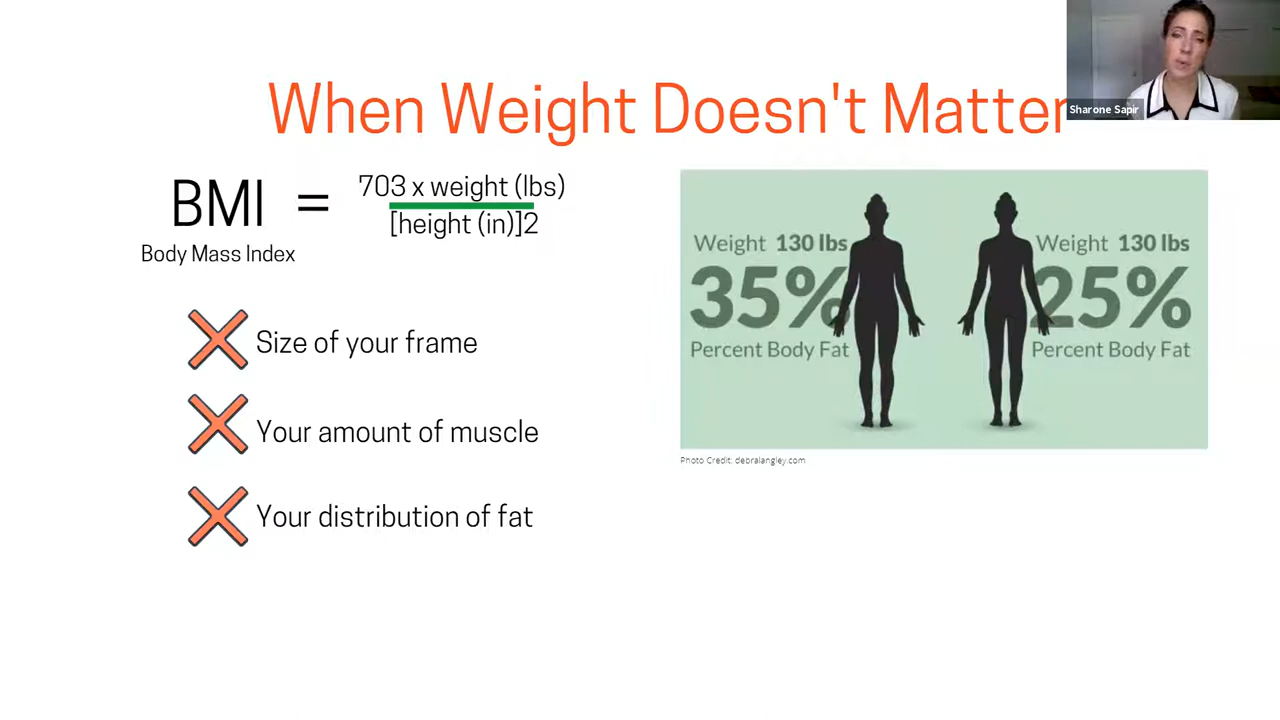 When Weight Doesn't Matter
Sharone Sapir
BMI =
703 x weight (lbs)
[height (in)]2
Body Mass Index
Size of your frame
Your amount of muscle
Your distribution of fat
Weight 130 lbs
35%
Percent Body Fat
Weight 130 lbs
25%
Percent Body Fat
Photo Credit: debralangley.com